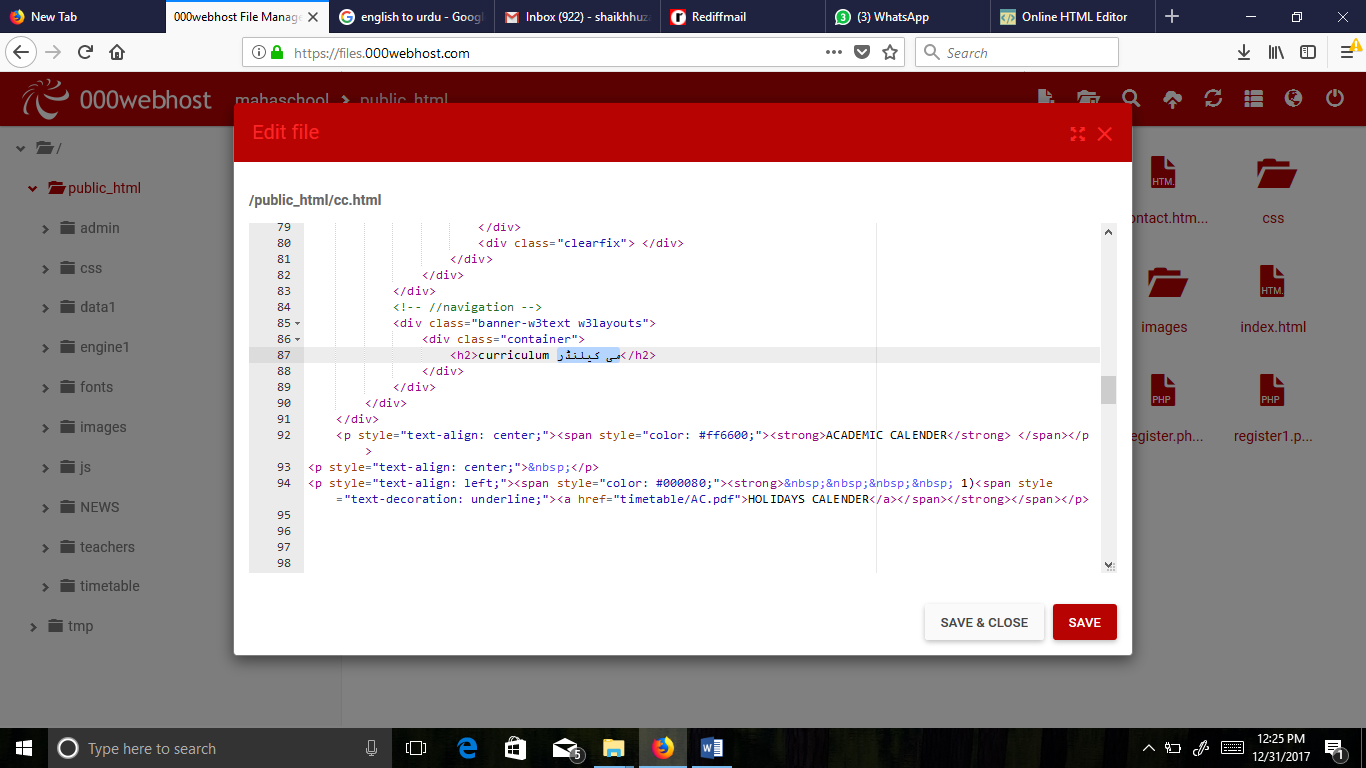 New Tab
000webhost File Manage
english to urdu - Googl
Inbox (922) - shaikhhuz
Rediffmail
(3) WhatsApp
Online HTML Editor
https://files.000webhost.com
Search
000webhost
mahaschool > public_html
Edit file
/
public_html
admin
css
data1
engine1
fonts
images
js
NEWS
teachers
timetable
tmp
/public_html/cc.html
79 </div>
80 <div class="clearfix"> </div>
81 </div>
82 </div>
83 </div>
84 <!-- //navigation -->
85 <div class="banner-w3text w3layouts">
86 <div class="container">
87 <h2>curriculum می کیلنڈر</h2>
88 </div>
89 </div>
90 </div>
91 </div>
92 <p style="text-align: center;"><span style="color: #ff6600;"><strong>ACADEMIC CALENDER</strong> </span></p
>
93 <p style="text-align: center;">&nbsp;</p>
94 <p style="text-align: left;"><span style="color: #000080;"><strong>&nbsp;&nbsp;&nbsp;&nbsp; 1)<span style
="text-decoration: underline;"><a href="timetable/AC.pdf">HOLIDAYS CALENDER</a></span></strong></span></p>
95
96
97
98
SAVE & CLOSE
SAVE
HTM.
ontact.htm...
css
images
HTM.
index.html
PHP
egister.ph...
PHP
register1.p...
Type here to search
5
12:25 PM
12/31/2017
1